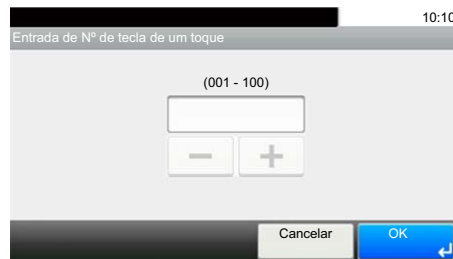 10:10
Entrada de Nº de tecla de um toque
(001 - 100)
Cancelar
OK